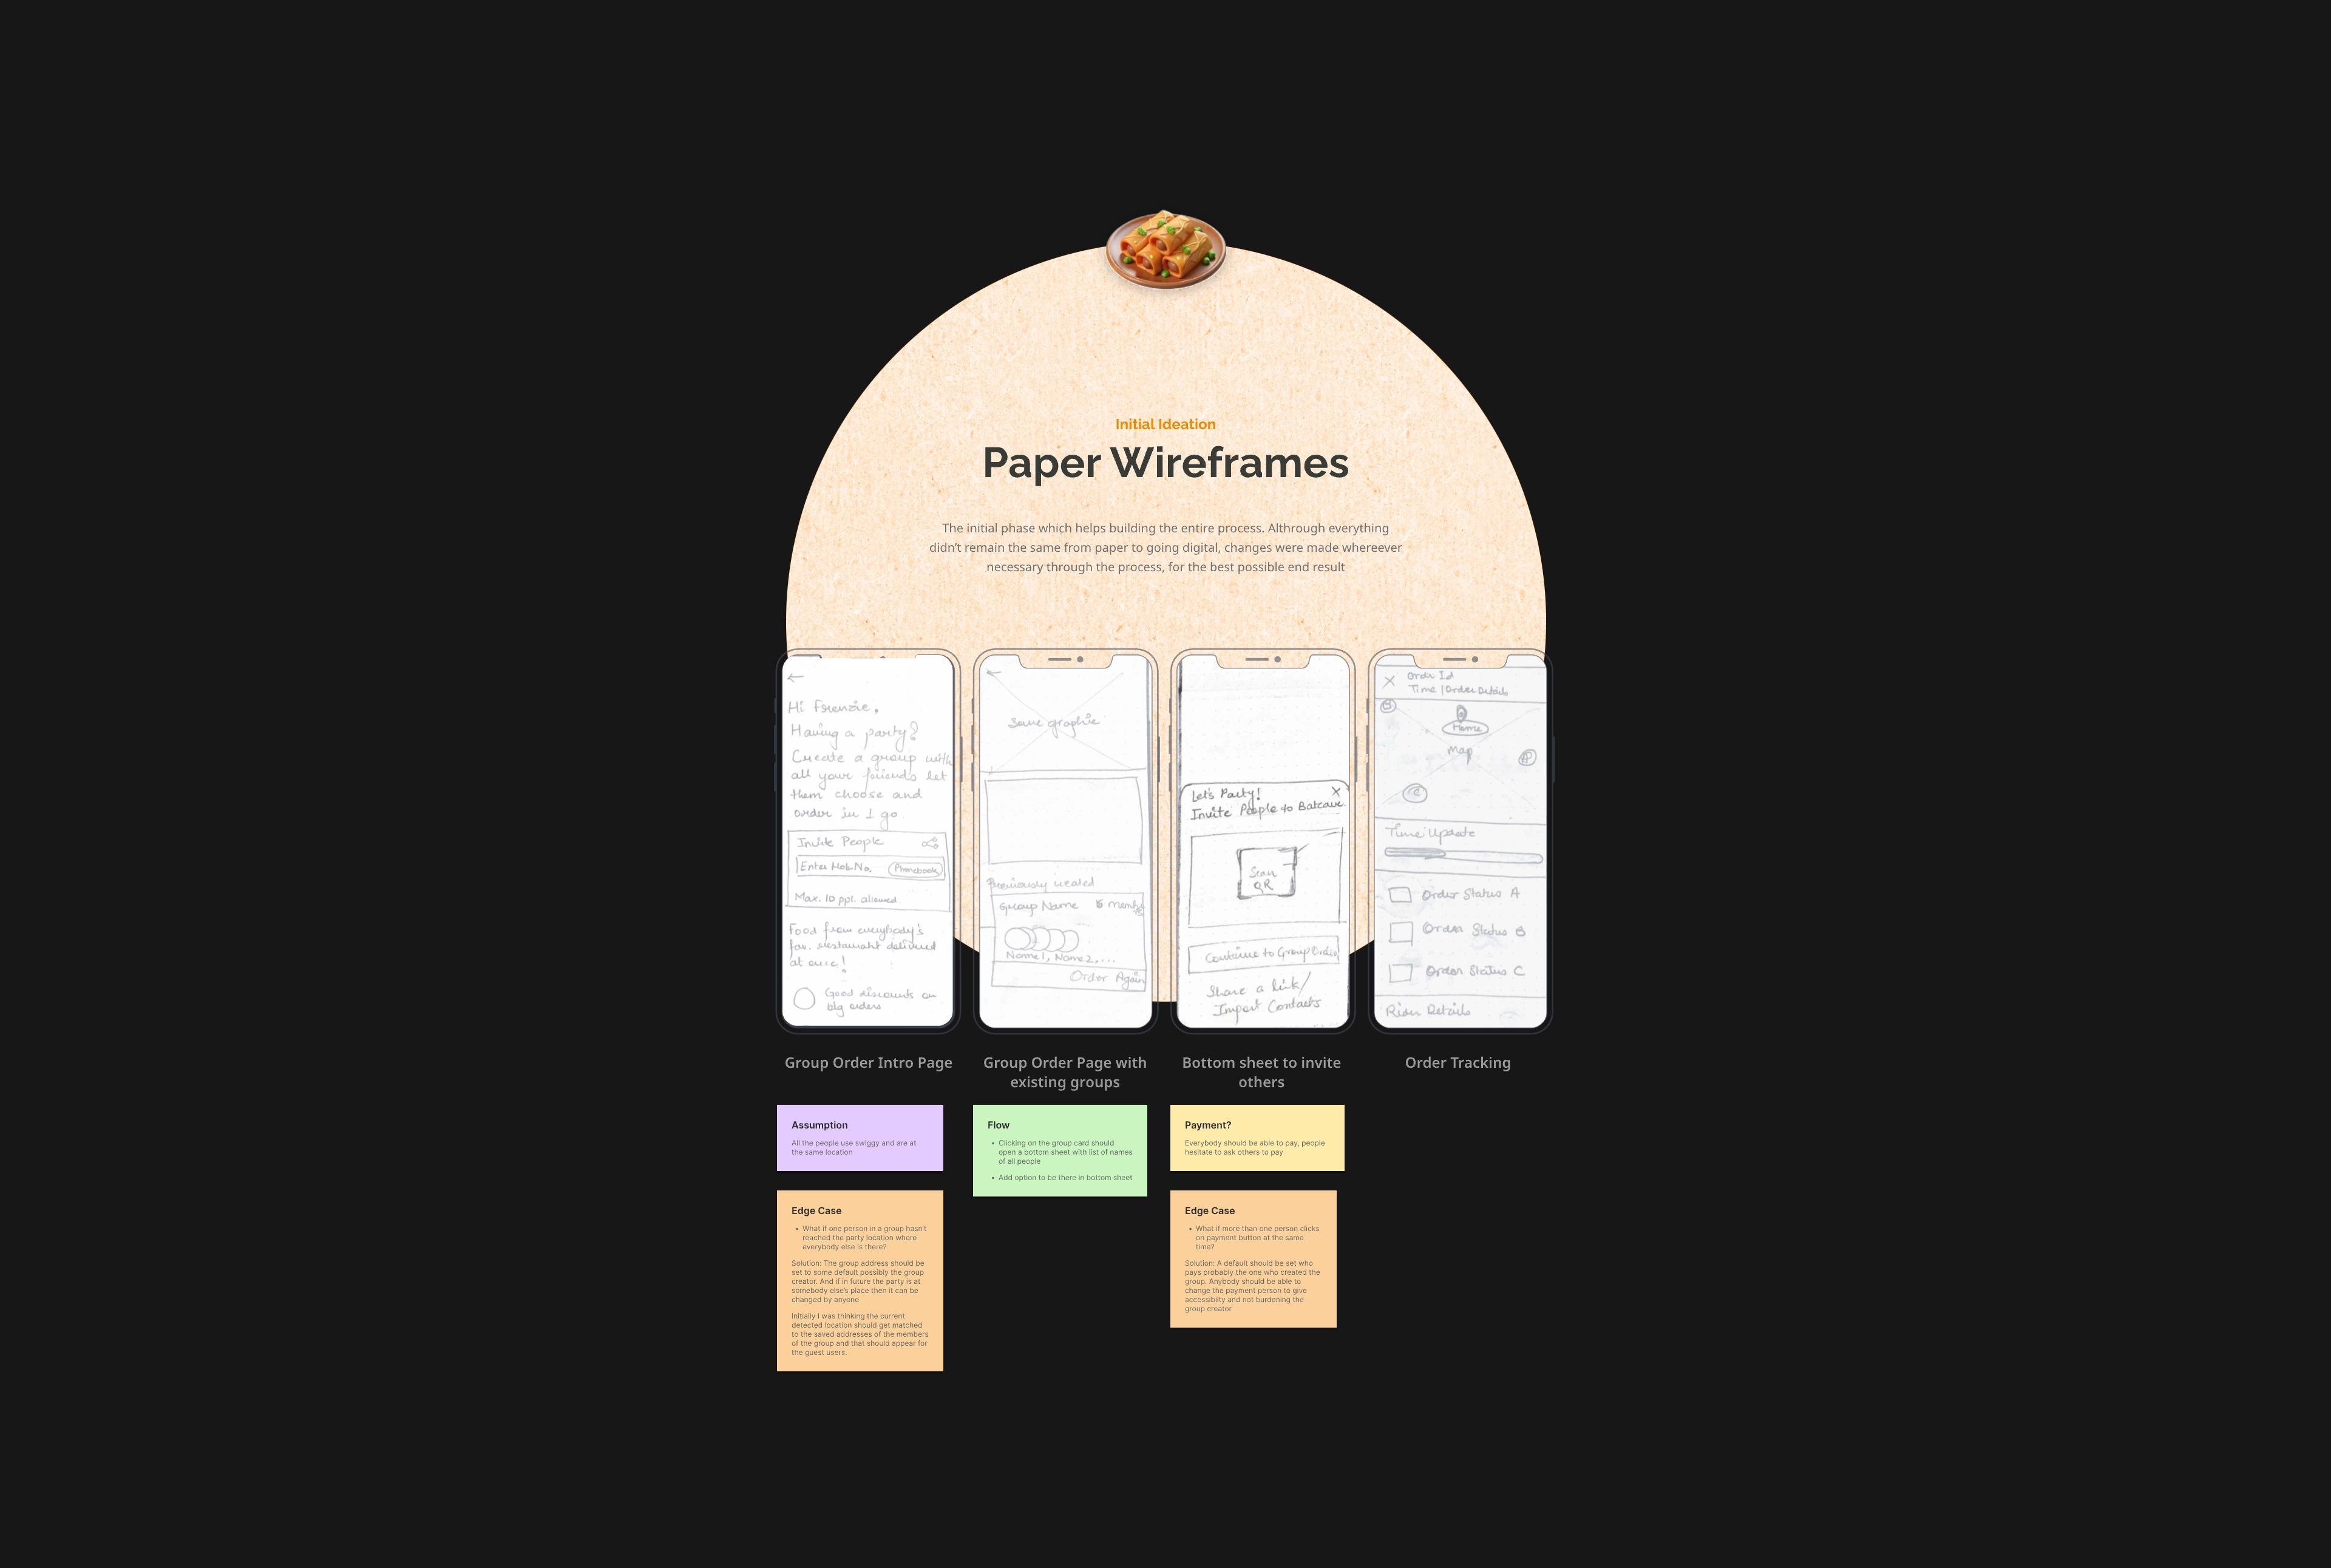 Initial Ideation
Paper Wireframes
The initial phase which helps building the entire process. Althrough everything
didn't remain the same from paper to going digital, changes were made whereever
necessary through the process, for the best possible end result
Hi Frenzie,
Having a party?
Create a group with
all your friends let
them choose and
order in 1 go
Invite People
Enter Mob.No. Phonebook
Max. 10 ppl. allowed
Food from everybody's
fav. restaurant delivered
at once!
Good discounts on
big orders
Some graphic
Previously created
Group Name 6 memb
Name1, Name2, ...
Order Again
Let's Party! X
Invite People to Batcave.
Scan
QR
Continue to Group Order
Share a link/
Import Contacts
X Order Id
Time | Order Details
B
Home
Map
A
C
Time Update
Order Status A
Order Status B
Order Status C
Rider Details
Group Order Intro Page
Group Order Page with
existing groups
Bottom sheet to invite
others
Order Tracking
Assumption
All the people use swiggy and are at
the same location
Edge Case
• What if one person in a group hasn't
reached the party location where
everybody else is there?
Solution: The group address should be
set to some default possibly the group
creator. And if in future the party is at
somebody else's place then it can be
changed by anyone
Initially I was thinking the current
detected location should get matched
to the saved addresses of the members
of the group and that should appear for
the guest users.
Flow
• Clicking on the group card should
open a bottom sheet with list of names
of all people
• Add option to be there in bottom sheet
Payment?
Everybody should be able to pay, people
hesitate to ask others to pay
Edge Case
• What if more than one person clicks
on payment button at the same
time?
Solution: A default should be set who
pays probably the one who created the
group. Anybody should be able to
change the payment person to give
accessibilty and not burdening the
group creator